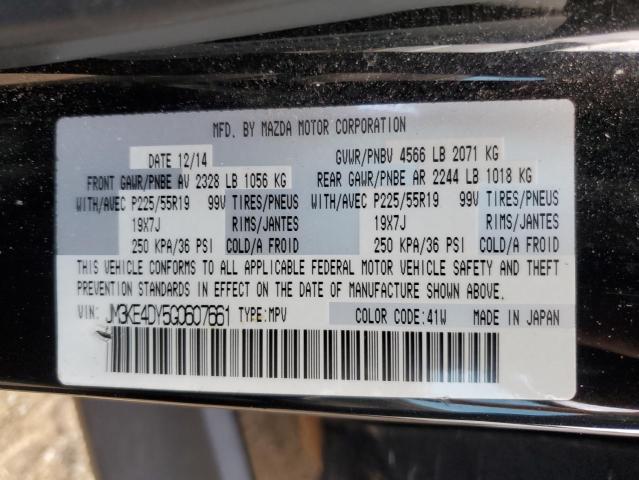 MFD. BY MAZDA MOTOR CORPORATION
DATE 12/14 GVWR/PNBV 4566 LB 2071 KG
FRONT GAWR/PNBE AV 2328 LB 1056 KG REAR GAWR/PNBE AR 2244 LB 1018 KG
WITH/AVEC P225/55R19 99V TIRES/PNEUS WITH/AVEC P225/55R19 99V TIRES/PNEUS
19X7J RIMS/JANTES 19X7J RIMS/JANTES
250 KPA/36 PSI COLD/A FROID 250 KPA/36 PSI COLD/A FROID
THIS VEHICLE CONFORMS TO ALL APPLICABLE FEDERAL MOTOR VEHICLE SAFETY AND THEFT
PREVENTION STANDARDS IN EFFECT ON THE DATE OF MANUFACTURE SHOWN ABOVE.
VIN: JM3KE4DY5G0607661 TYPE:MPV COLOR CODE:41W MADE IN JAPAN